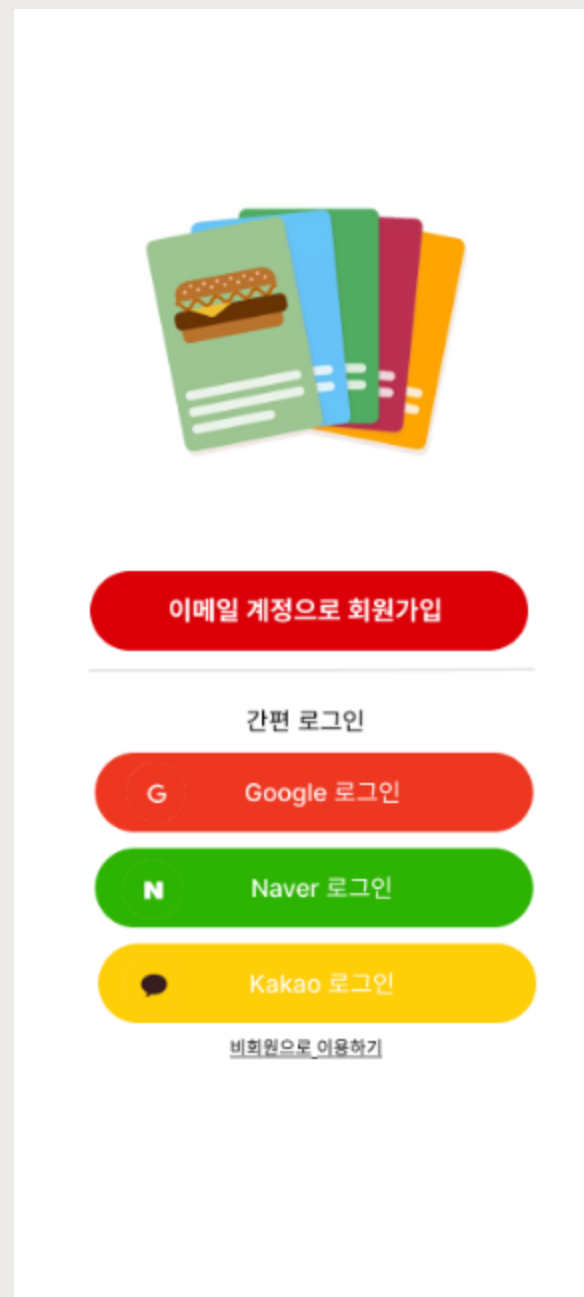 이메일 계정으로 회원가입
간편 로그인
G Google 로그인
N Naver 로그인
Kakao 로그인
비회원으로 이용하기